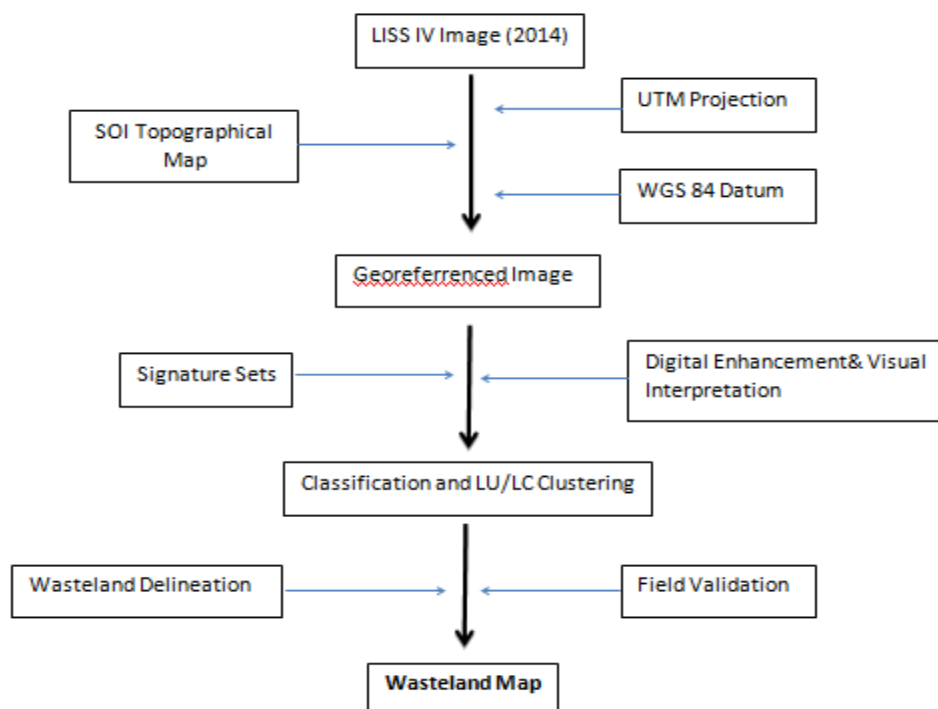 LISS IV Image (2014)
UTM Projection
SOI Topographical
Map
WGS 84 Datum
Georeferrenced Image
Signature Sets
Digital Enhancement& Visual
Interpretation
Classification and LU/LC Clustering
Wasteland Delineation
Field Validation
Wasteland Map